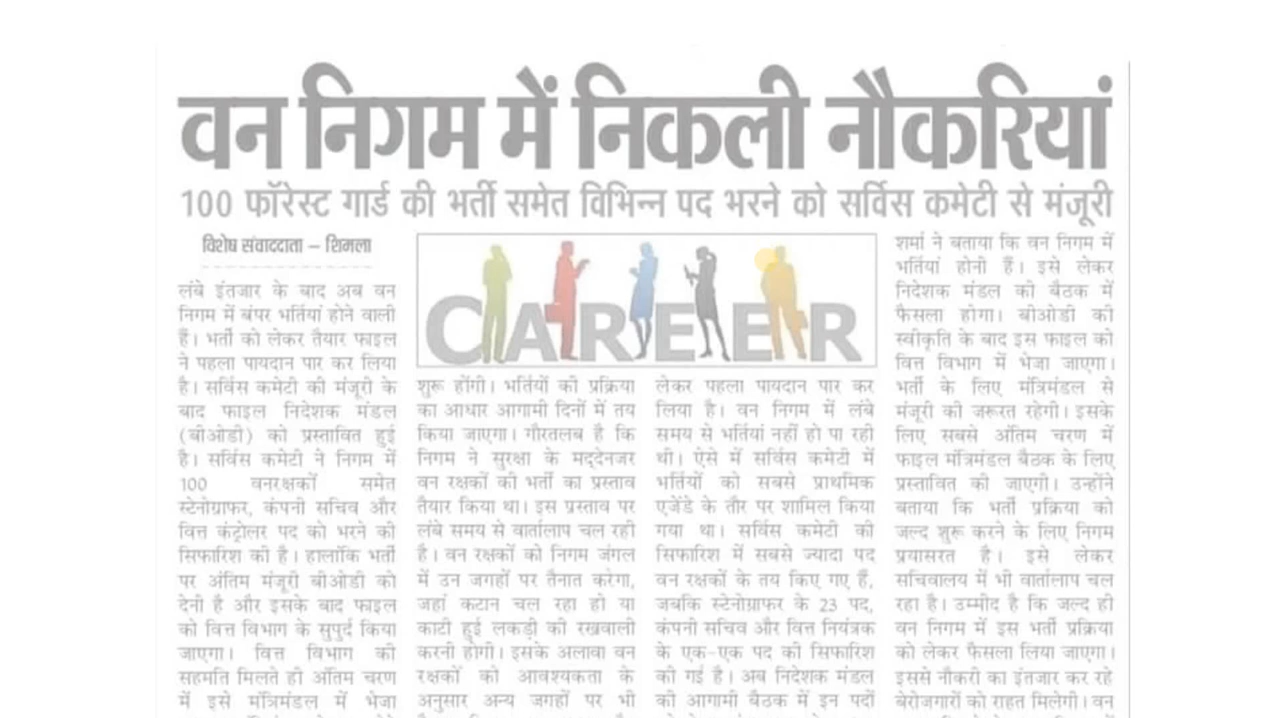 वन निगम में निकली नौकरियां
100 फॉरेस्ट गार्ड की भर्ती समेत विभिन्न पद भरने को सर्विस कमेटी से मंजूरी
विशेष संवाददाता – शिमला
लंबे इंतजार के बाद अब वन
निगम में बंपर भर्तियां होने वाली
हैं। भर्ती को लेकर तैयार फाइल
ने पहला पायदान पार कर लिया
है। सर्विस कमेटी की मंजूरी के
बाद फाइल निदेशक मंडल
(बीओडी) को प्रस्तावित हुई
है। सर्विस कमेटी ने निगम में
100 वनरक्षकों समेत
स्टेनोग्राफर, कंपनी सचिव और
वित्त कंट्रोलर पद को भरने की
सिफारिश की है। हालांकि भर्ती
पर अंतिम मंजूरी बीओडी को
देनी है और इसके बाद फाइल
को वित्त विभाग के सुपुर्द किया
जाएगा। वित्त विभाग की
सहमति मिलते ही अंतिम चरण
में इसे मंत्रिमंडल में भेजा
CAREER
शुरू होंगी। भर्तियों की प्रक्रिया
का आधार आगामी दिनों में तय
किया जाएगा। गौरतलब है कि
निगम ने सुरक्षा के मद्देनजर
वन रक्षकों की भर्ती का प्रस्ताव
तैयार किया था। इस प्रस्ताव पर
लंबे समय से वार्तालाप चल रही
है। वन रक्षकों को निगम जंगल
में उन जगहों पर तैनात करेगा,
जहां कटान चल रहा हो या
काटी हुई लकड़ी की रखवाली
करनी होगी। इसके अलावा वन
रक्षकों को आवश्यकता के
अनुसार अन्य जगहों पर भी
लेकर पहला पायदान पार कर
लिया है। वन निगम में लंबे
समय से भर्तियां नहीं हो पा रही
थी। ऐसे में सर्विस कमेटी में
भर्तियों को सबसे प्राथमिक
एजेंडे के तौर पर शामिल किया
गया था। सर्विस कमेटी की
सिफारिश में सबसे ज्यादा पद
वन रक्षकों के तय किए गए हैं,
जबकि स्टेनोग्राफर के 23 पद,
कंपनी सचिव और वित्त नियंत्रक
के एक-एक पद की सिफारिश
की गई है। अब निदेशक मंडल
की आगामी बैठक में इन पदों
शर्मा ने बताया कि वन निगम में
भर्तियां होनी हैं। इसे लेकर
निदेशक मंडल की बैठक में
फैसला होगा। बीओडी की
स्वीकृति के बाद इस फाइल को
वित्त विभाग में भेजा जाएगा।
भर्ती के लिए मंत्रिमंडल से
मंजूरी की जरूरत रहेगी। इसके
लिए सबसे अंतिम चरण में
फाइल मंत्रिमंडल बैठक के लिए
प्रस्तावित की जाएगी। उन्होंने
बताया कि भर्ती प्रक्रिया को
जल्द शुरू करने के लिए निगम
प्रयासरत है। इसे लेकर
सचिवालय में भी वार्तालाप चल
रहा है। उम्मीद है कि जल्द ही
वन निगम में इस भर्ती प्रक्रिया
को लेकर फैसला लिया जाएगा।
इससे नौकरी का इंतजार कर रहे
बेरोजगारों को राहत मिलेगी। वन